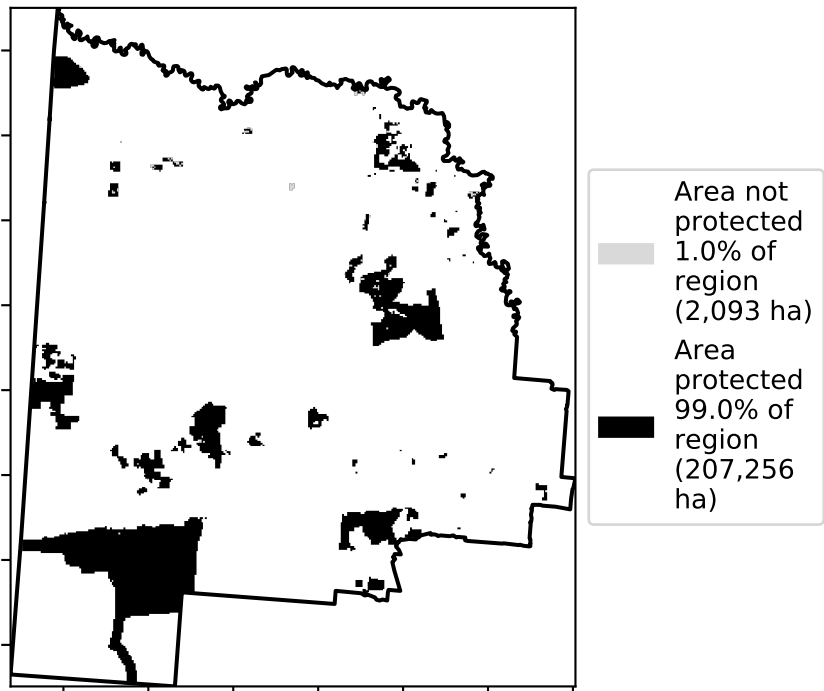 Area not
protected
1.0% of
region
(2,093 ha)
Area
protected
99.0% of
region
(207,256
ha)